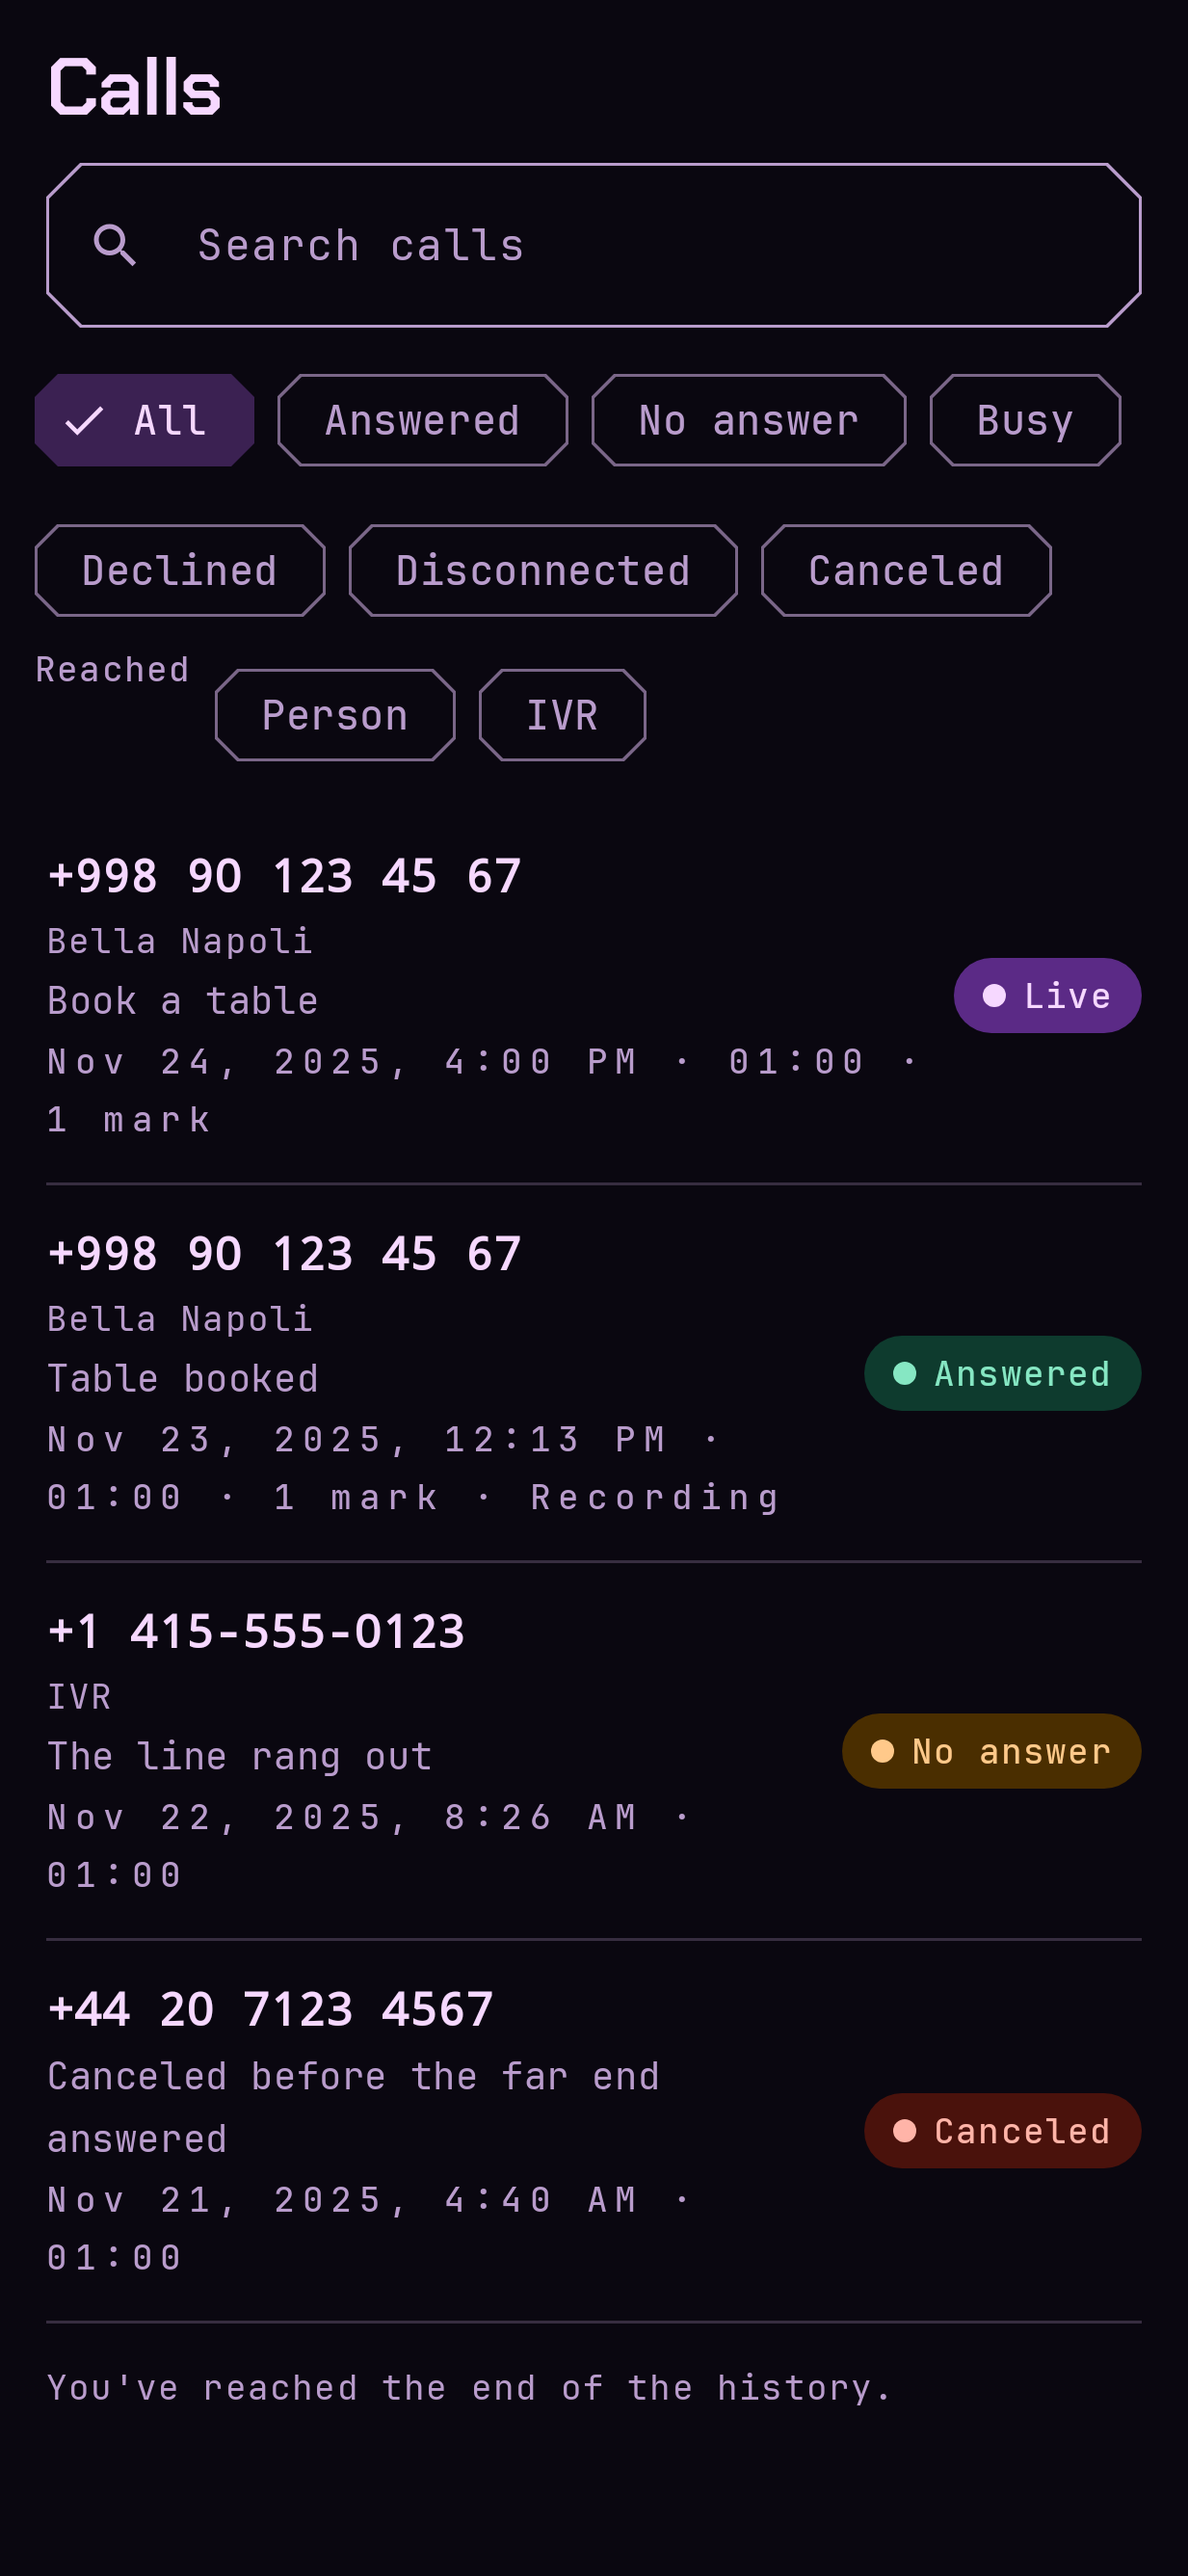 Calls
Search calls
All Answered No answer Busy
Declined Disconnected Canceled
Reached Person IVR
+998 90 123 45 67
Bella Napoli
Book a table
Live
Nov 24, 2025, 4:00 PM · 01:00 ·
1 mark
+998 90 123 45 67
Bella Napoli
Table booked
Answered
Nov 23, 2025, 12:13 PM ·
01:00 · 1 mark · Recording
+1 415-555-0123
IVR
The line rang out
No answer
Nov 22, 2025, 8:26 AM ·
01:00
+44 20 7123 4567
Canceled before the far end
answered
Canceled
Nov 21, 2025, 4:40 AM ·
01:00
You've reached the end of the history.